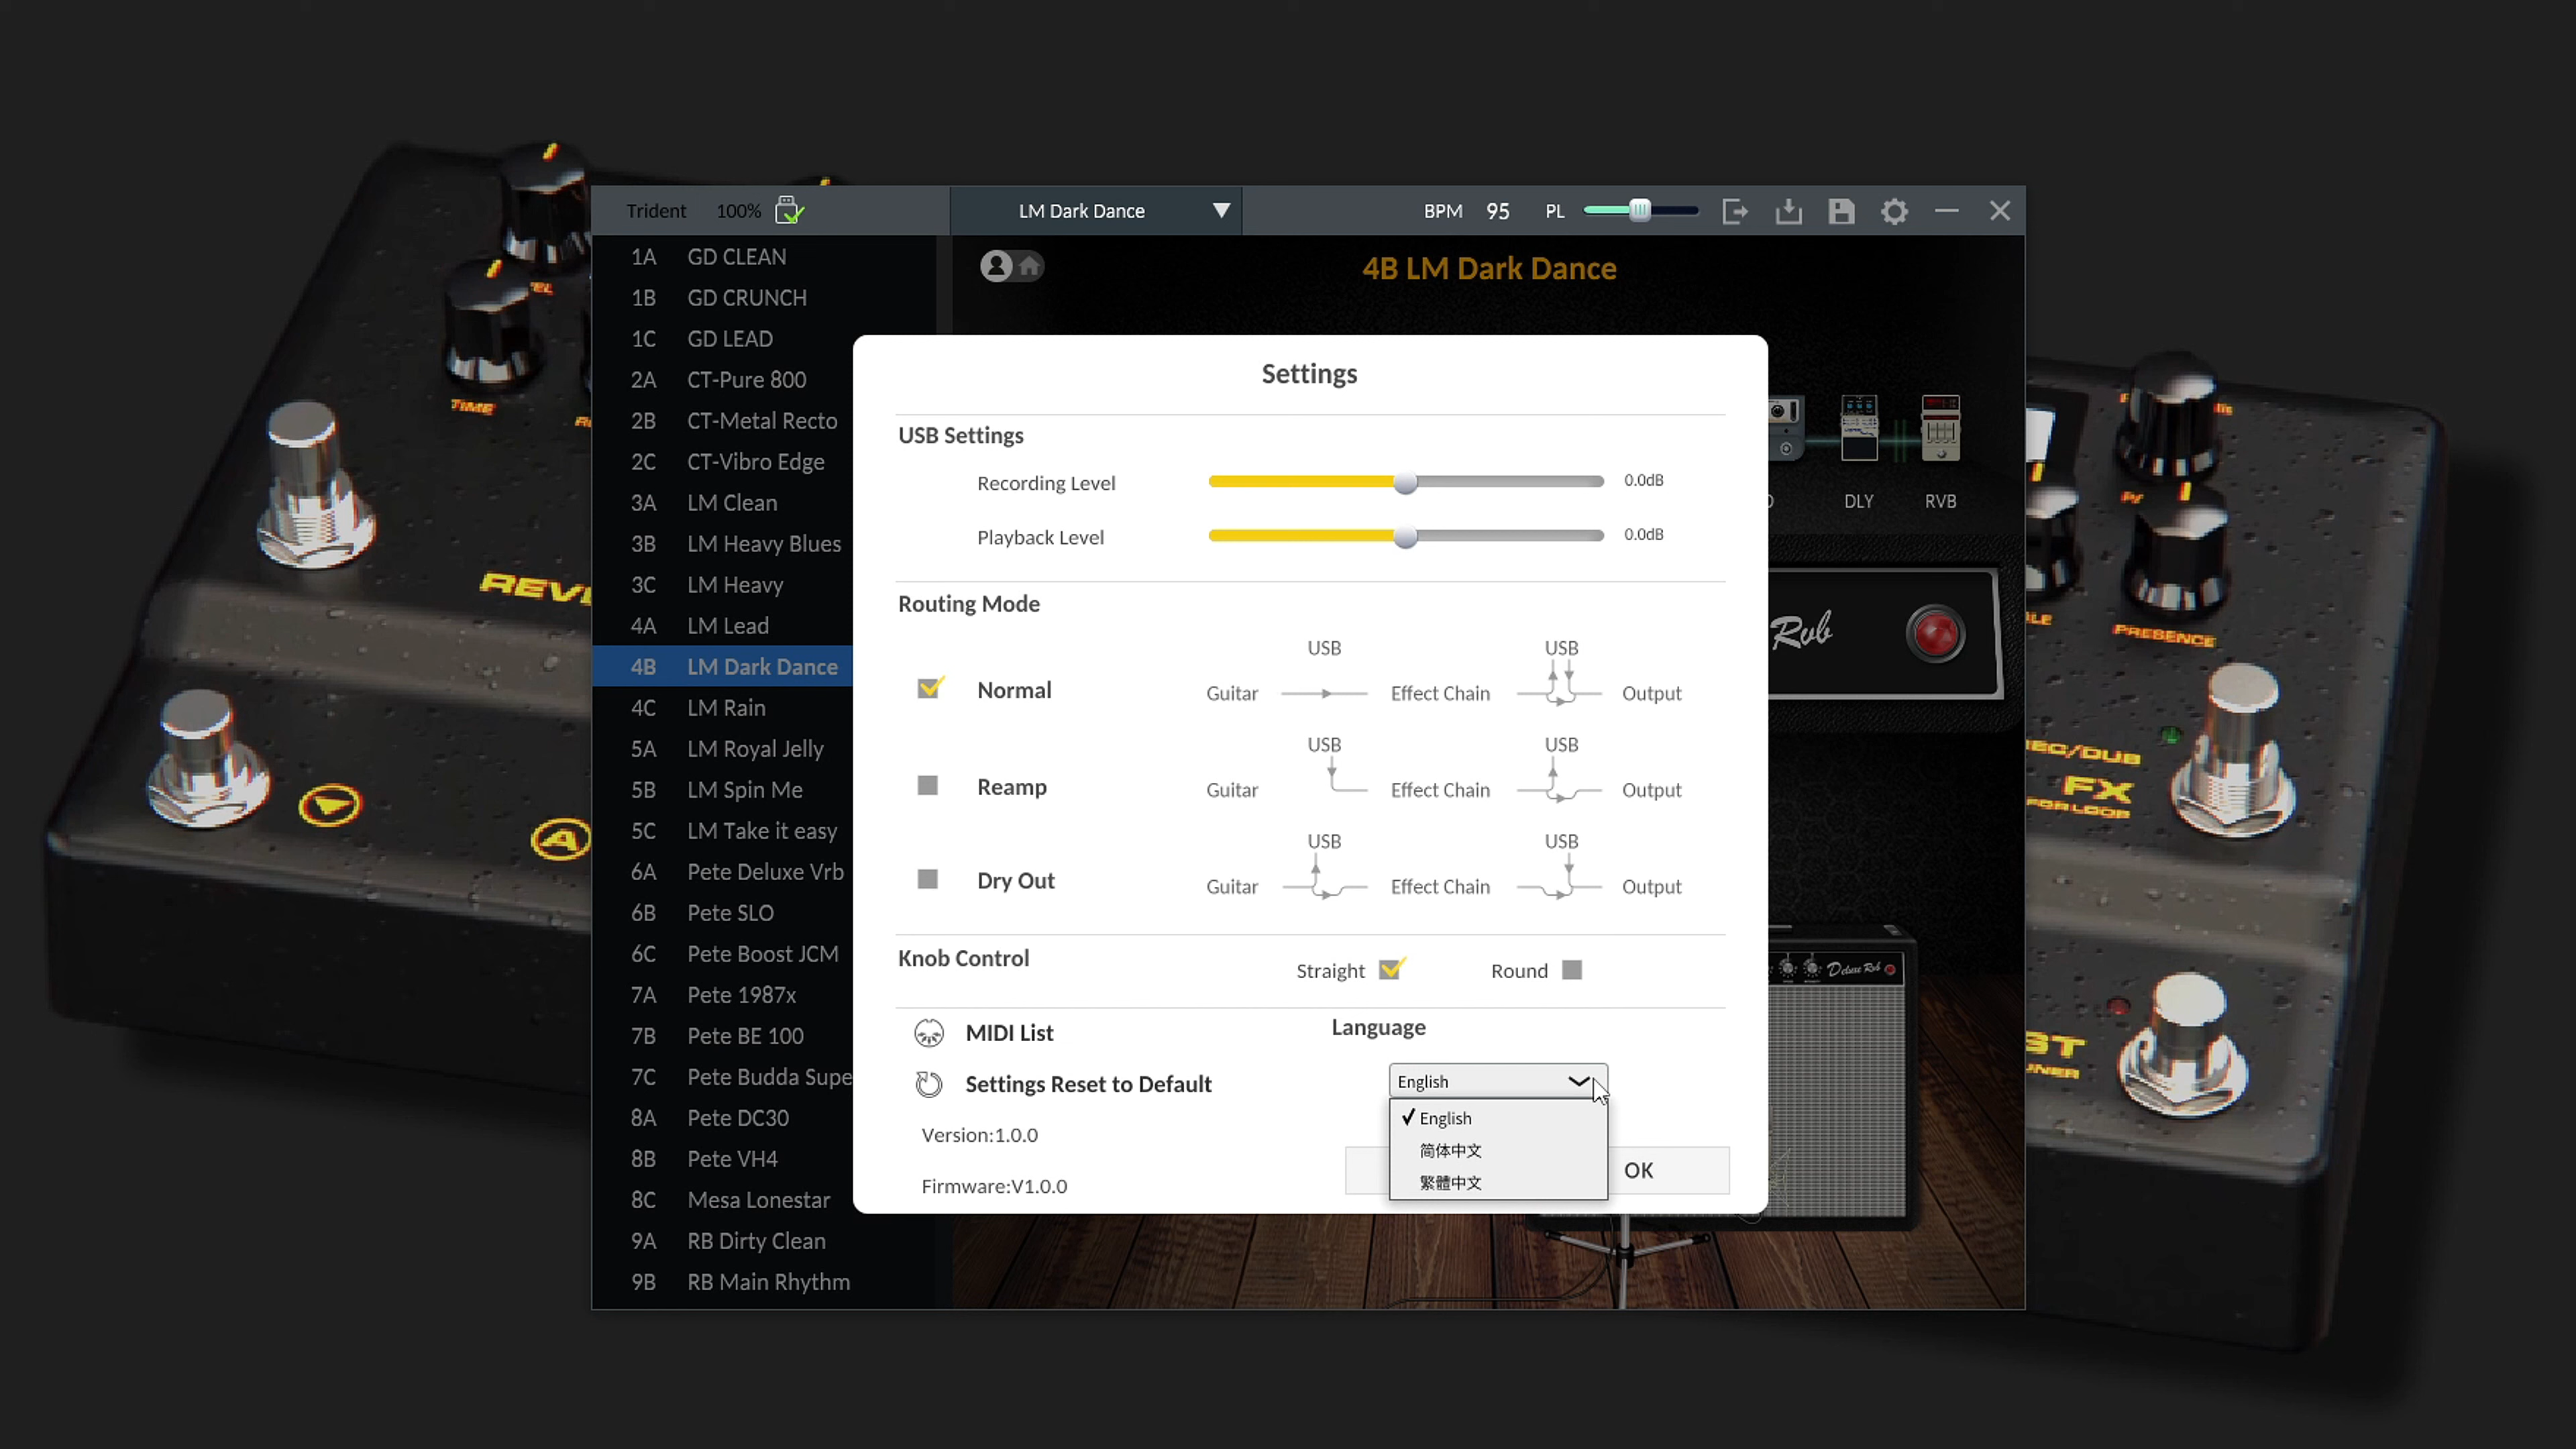 Trident 100%
LM Dark Dance
BPM 95 PL
1A GD CLEAN
1B GD CRUNCH
1C GD LEAD
2A CT-Pure 800
2B CT-Metal Recto
2C CT-Vibro Edge
3A LM Clean
3B LM Heavy Blues
3C LM Heavy
4A LM Lead
4B LM Dark Dance
4C LM Rain
5A LM Royal Jelly
5B LM Spin Me
5C LM Take it easy
6A Pete Deluxe Vrb
6B Pete SLO
6C Pete Boost JCM
7A Pete 1987x
7B Pete BE 100
7C Pete Budda Supe
8A Pete DC30
8B Pete VH4
8C Mesa Lonestar
9A RB Dirty Clean
9B RB Main Rhythm
4B LM Dark Dance
DLY RVB
Rvb
Deluxe Rvb
Settings
USB Settings
Recording Level 0.0dB
Playback Level 0.0dB
Routing Mode
USB USB
Normal Guitar Effect Chain Output
USB USB
Reamp Guitar Effect Chain Output
USB USB
Dry Out Guitar Effect Chain Output
Knob Control Straight Round
MIDI List
Language
Settings Reset to Default
English
English
简体中文
繁體中文
Version:1.0.0
Firmware:V1.0.0
OK
TIME
A
PRESENCE
FX
FOR LOOP